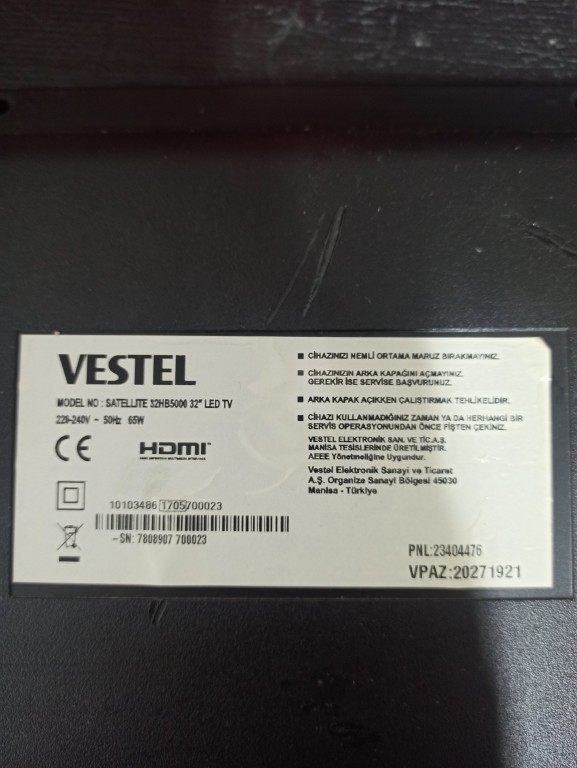 VESTEL
MODEL NO : SATELLITE 32HB5000 32" LED TV
220-240V ~ 50Hz 65W
CE HDMI
10103486 1705/00023
-SN: 7808907 700023
■ CİHAZINIZI NEMLİ ORTAMA MARUZ BIRAKMAYINIZ.
■ CİHAZINIZIN ARKA KAPAĞINI AÇMAYINIZ.
GEREKİR İSE SERVİSE BAŞVURUNUZ.
■ ARKA KAPAK AÇIKKEN ÇALIŞTIRMAK TEHLİKELİDİR.
■ CİHAZI KULLANMADIĞINIZ ZAMAN YA DA HERHANGİ BİR
SERVİS OPERASYONUNDAN ÖNCE FİŞTEN ÇEKİNİZ.
VESTEL ELEKTRONİK SAN. VE TİC.A.Ş.
MANİSA TESİSLERİNDE ÜRETİLMİŞTİR.
AEEE Yönetmeliğine Uygundur.
Vestel Elektronik Sanayi ve Ticaret
A.Ş. Organize Sanayi Bölgesi 45030
Manisa - Türkiye
PNL:23404476
VPAZ:20271921